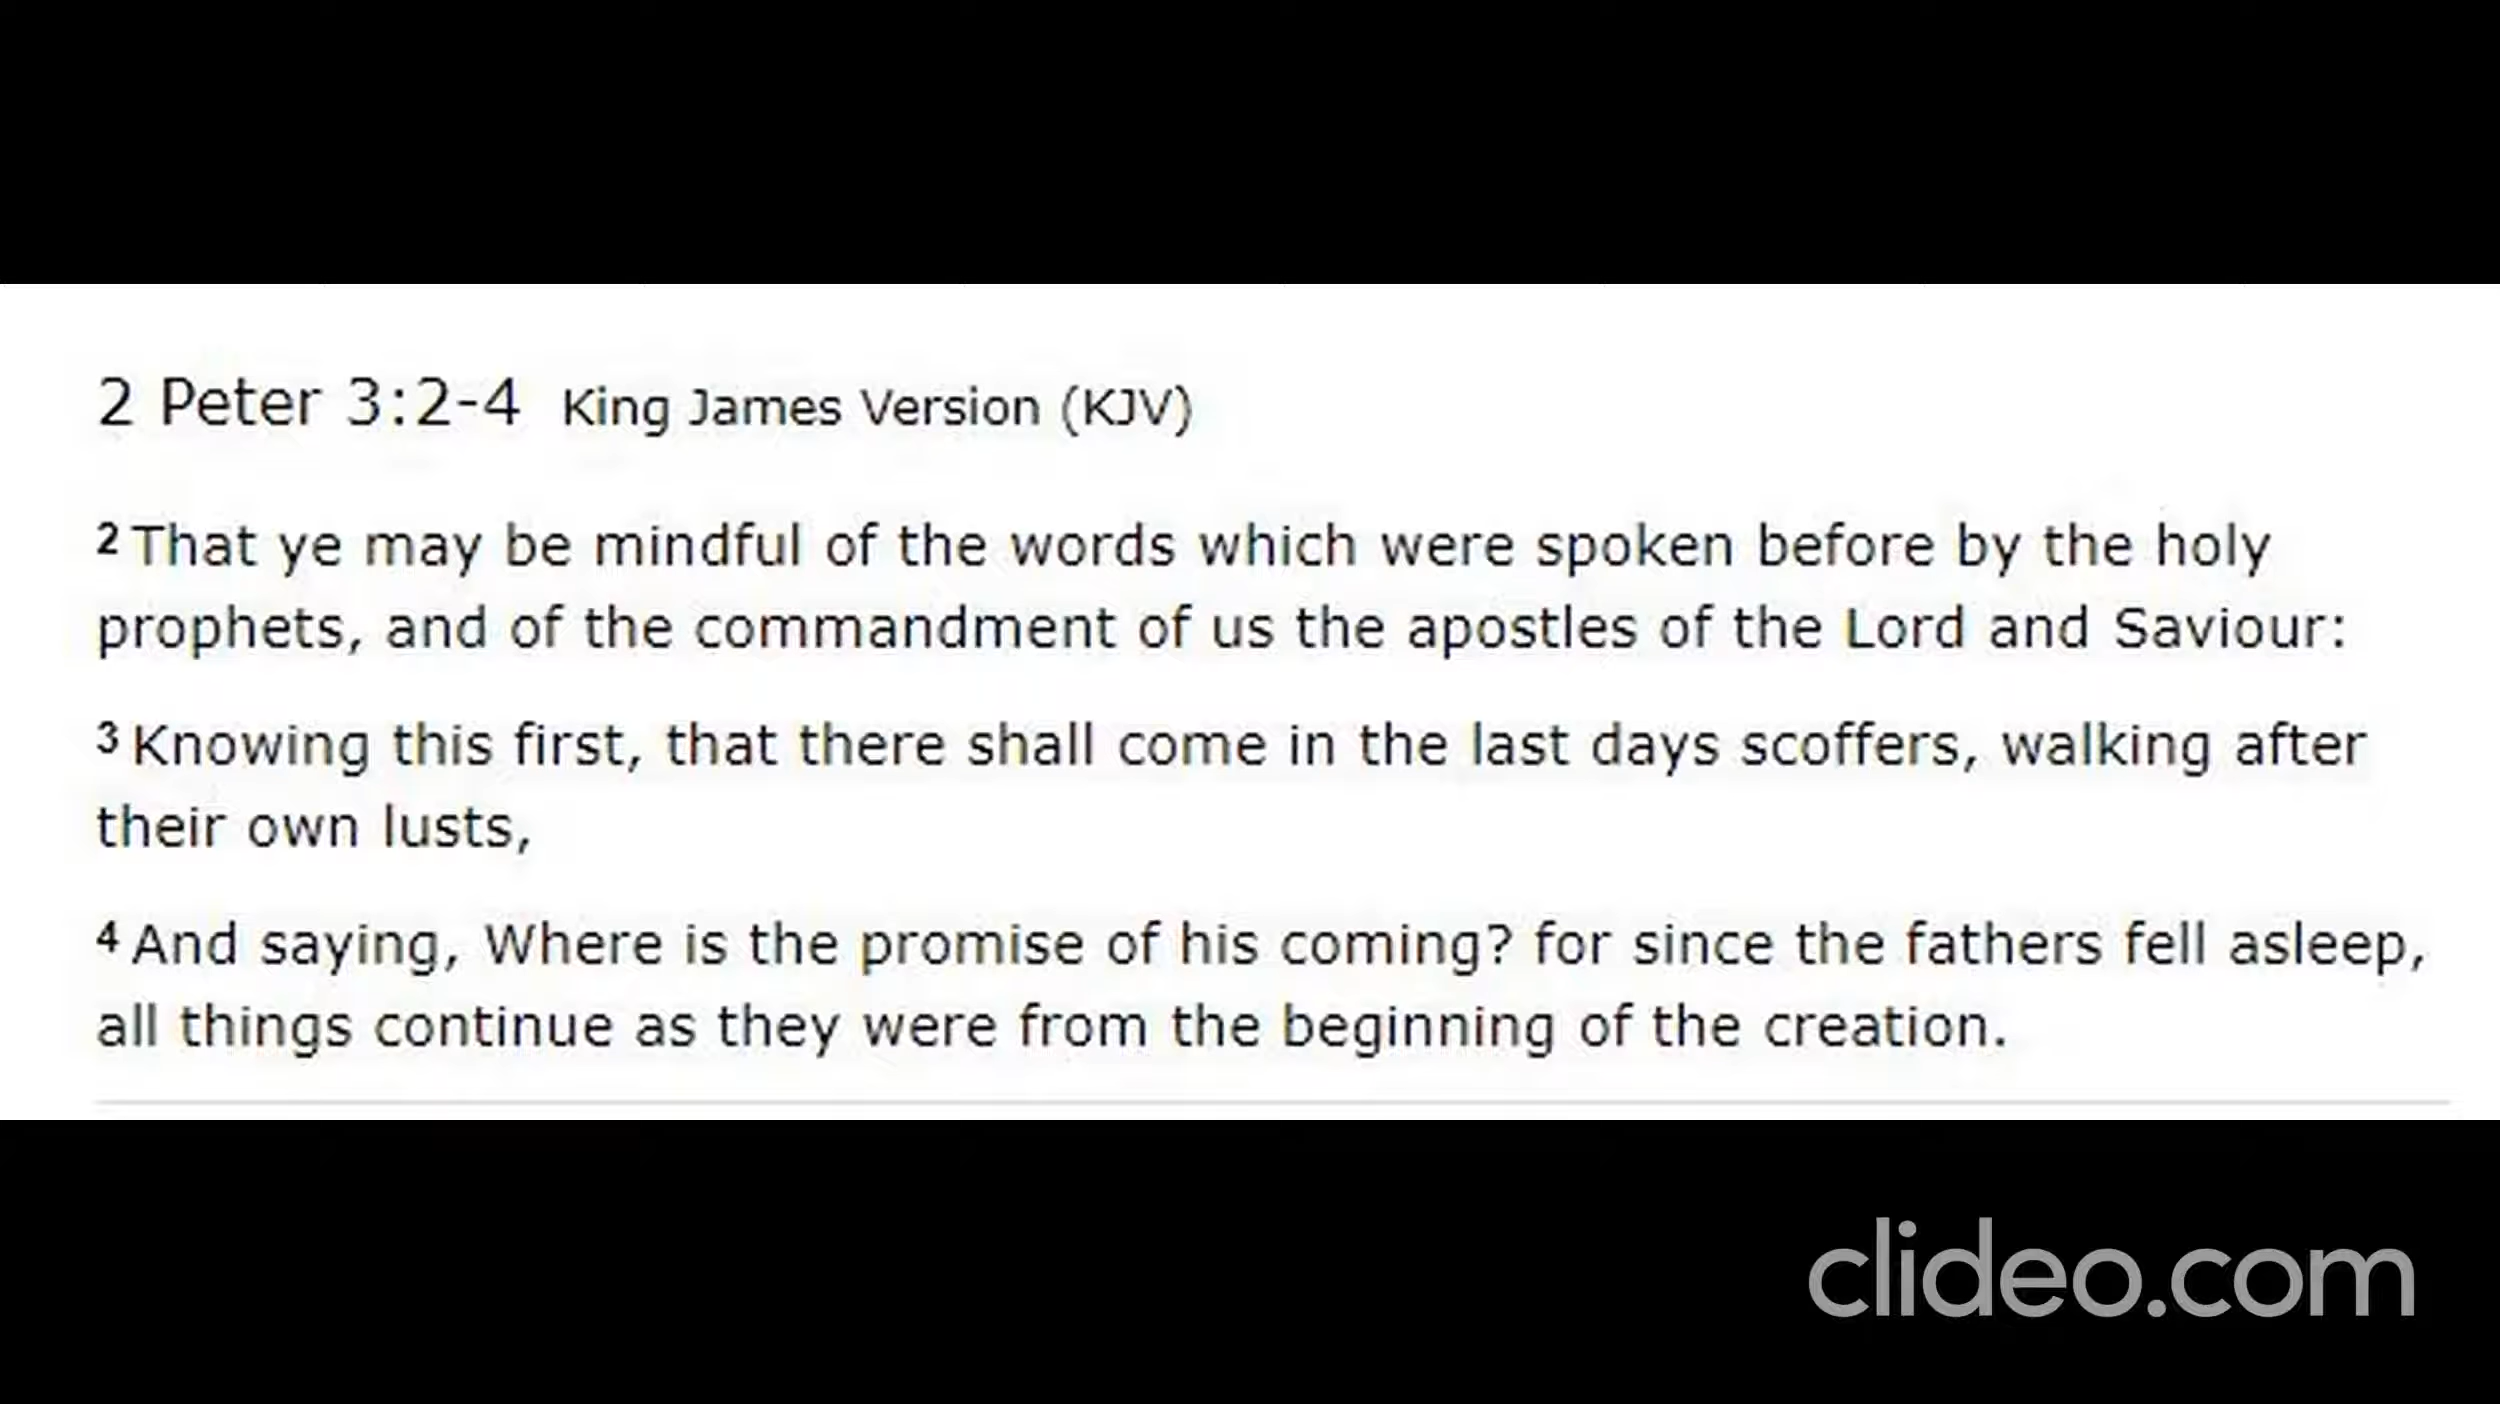 2 Peter 3:2-4 King James Version (KJV)
2 That ye may be mindful of the words which were spoken before by the holy
prophets, and of the commandment of us the apostles of the Lord and Saviour:
3 Knowing this first, that there shall come in the last days scoffers, walking after
their own lusts,
4 And saying, Where is the promise of his coming? for since the fathers fell asleep,
all things continue as they were from the beginning of the creation.
clideo.com